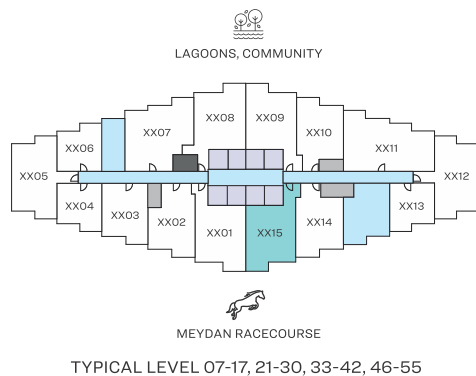 LAGOONS, COMMUNITY
XX08 XX09
XX07 XX10
XX06 XX11
XX05 XX12
XX04 XX03 XX02 XX01 XX15 XX14 XX13
MEYDAN RACECOURSE
TYPICAL LEVEL 07-17, 21-30, 33-42, 46-55